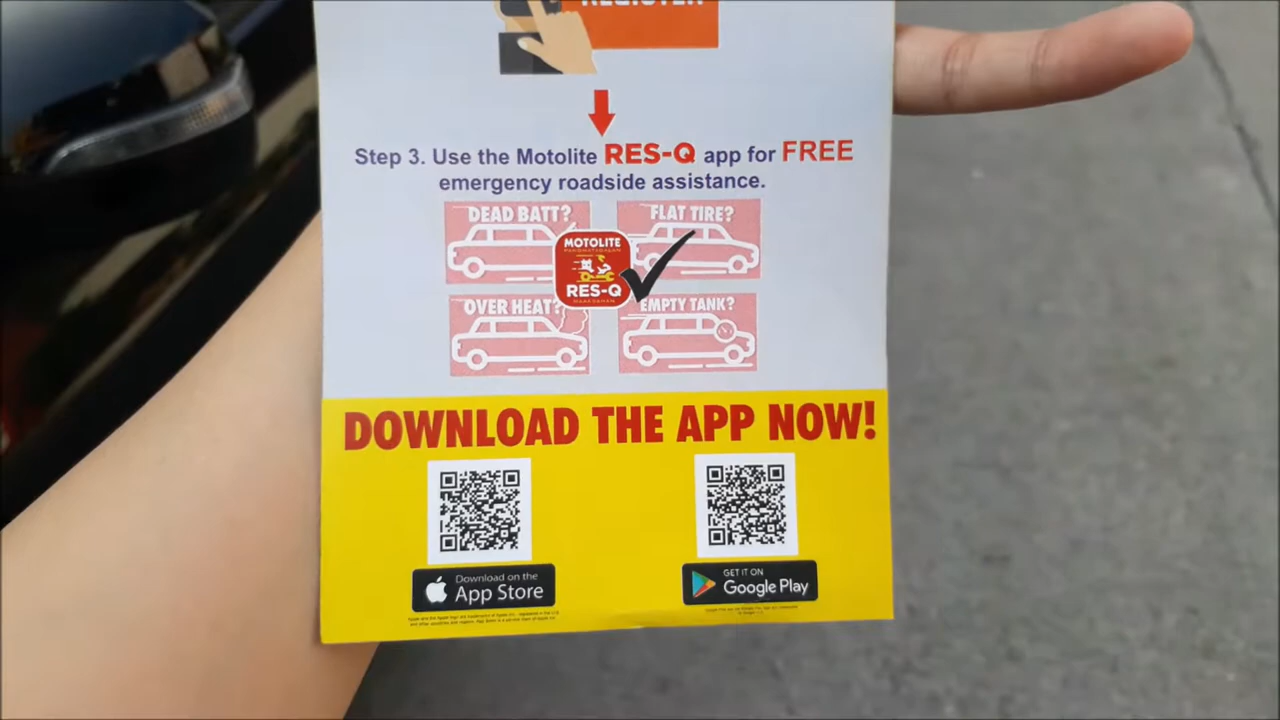 REGISTER
Step 3. Use the Motolite RES-Q app for FREE
emergency roadside assistance.
DEAD BATT?
FLAT TIRE?
MOTOLITE
RES-Q
OVER HEAT?
EMPTY TANK?
DOWNLOAD THE APP NOW!
Download on the
App Store
GET IT ON
Google Play